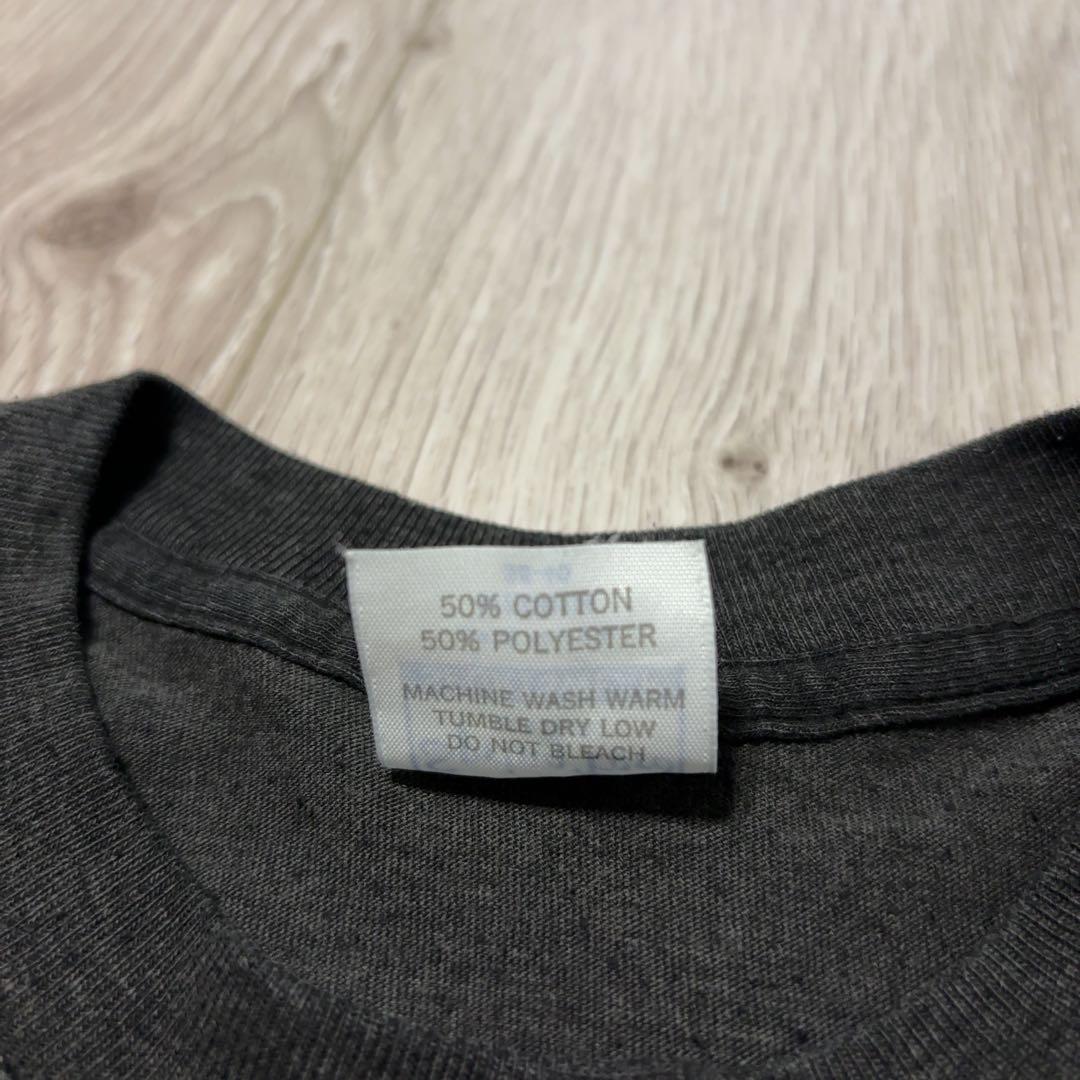 50% COTTON
50% POLYESTER
MACHINE WASH WARM
TUMBLE DRY LOW
DO NOT BLEACH